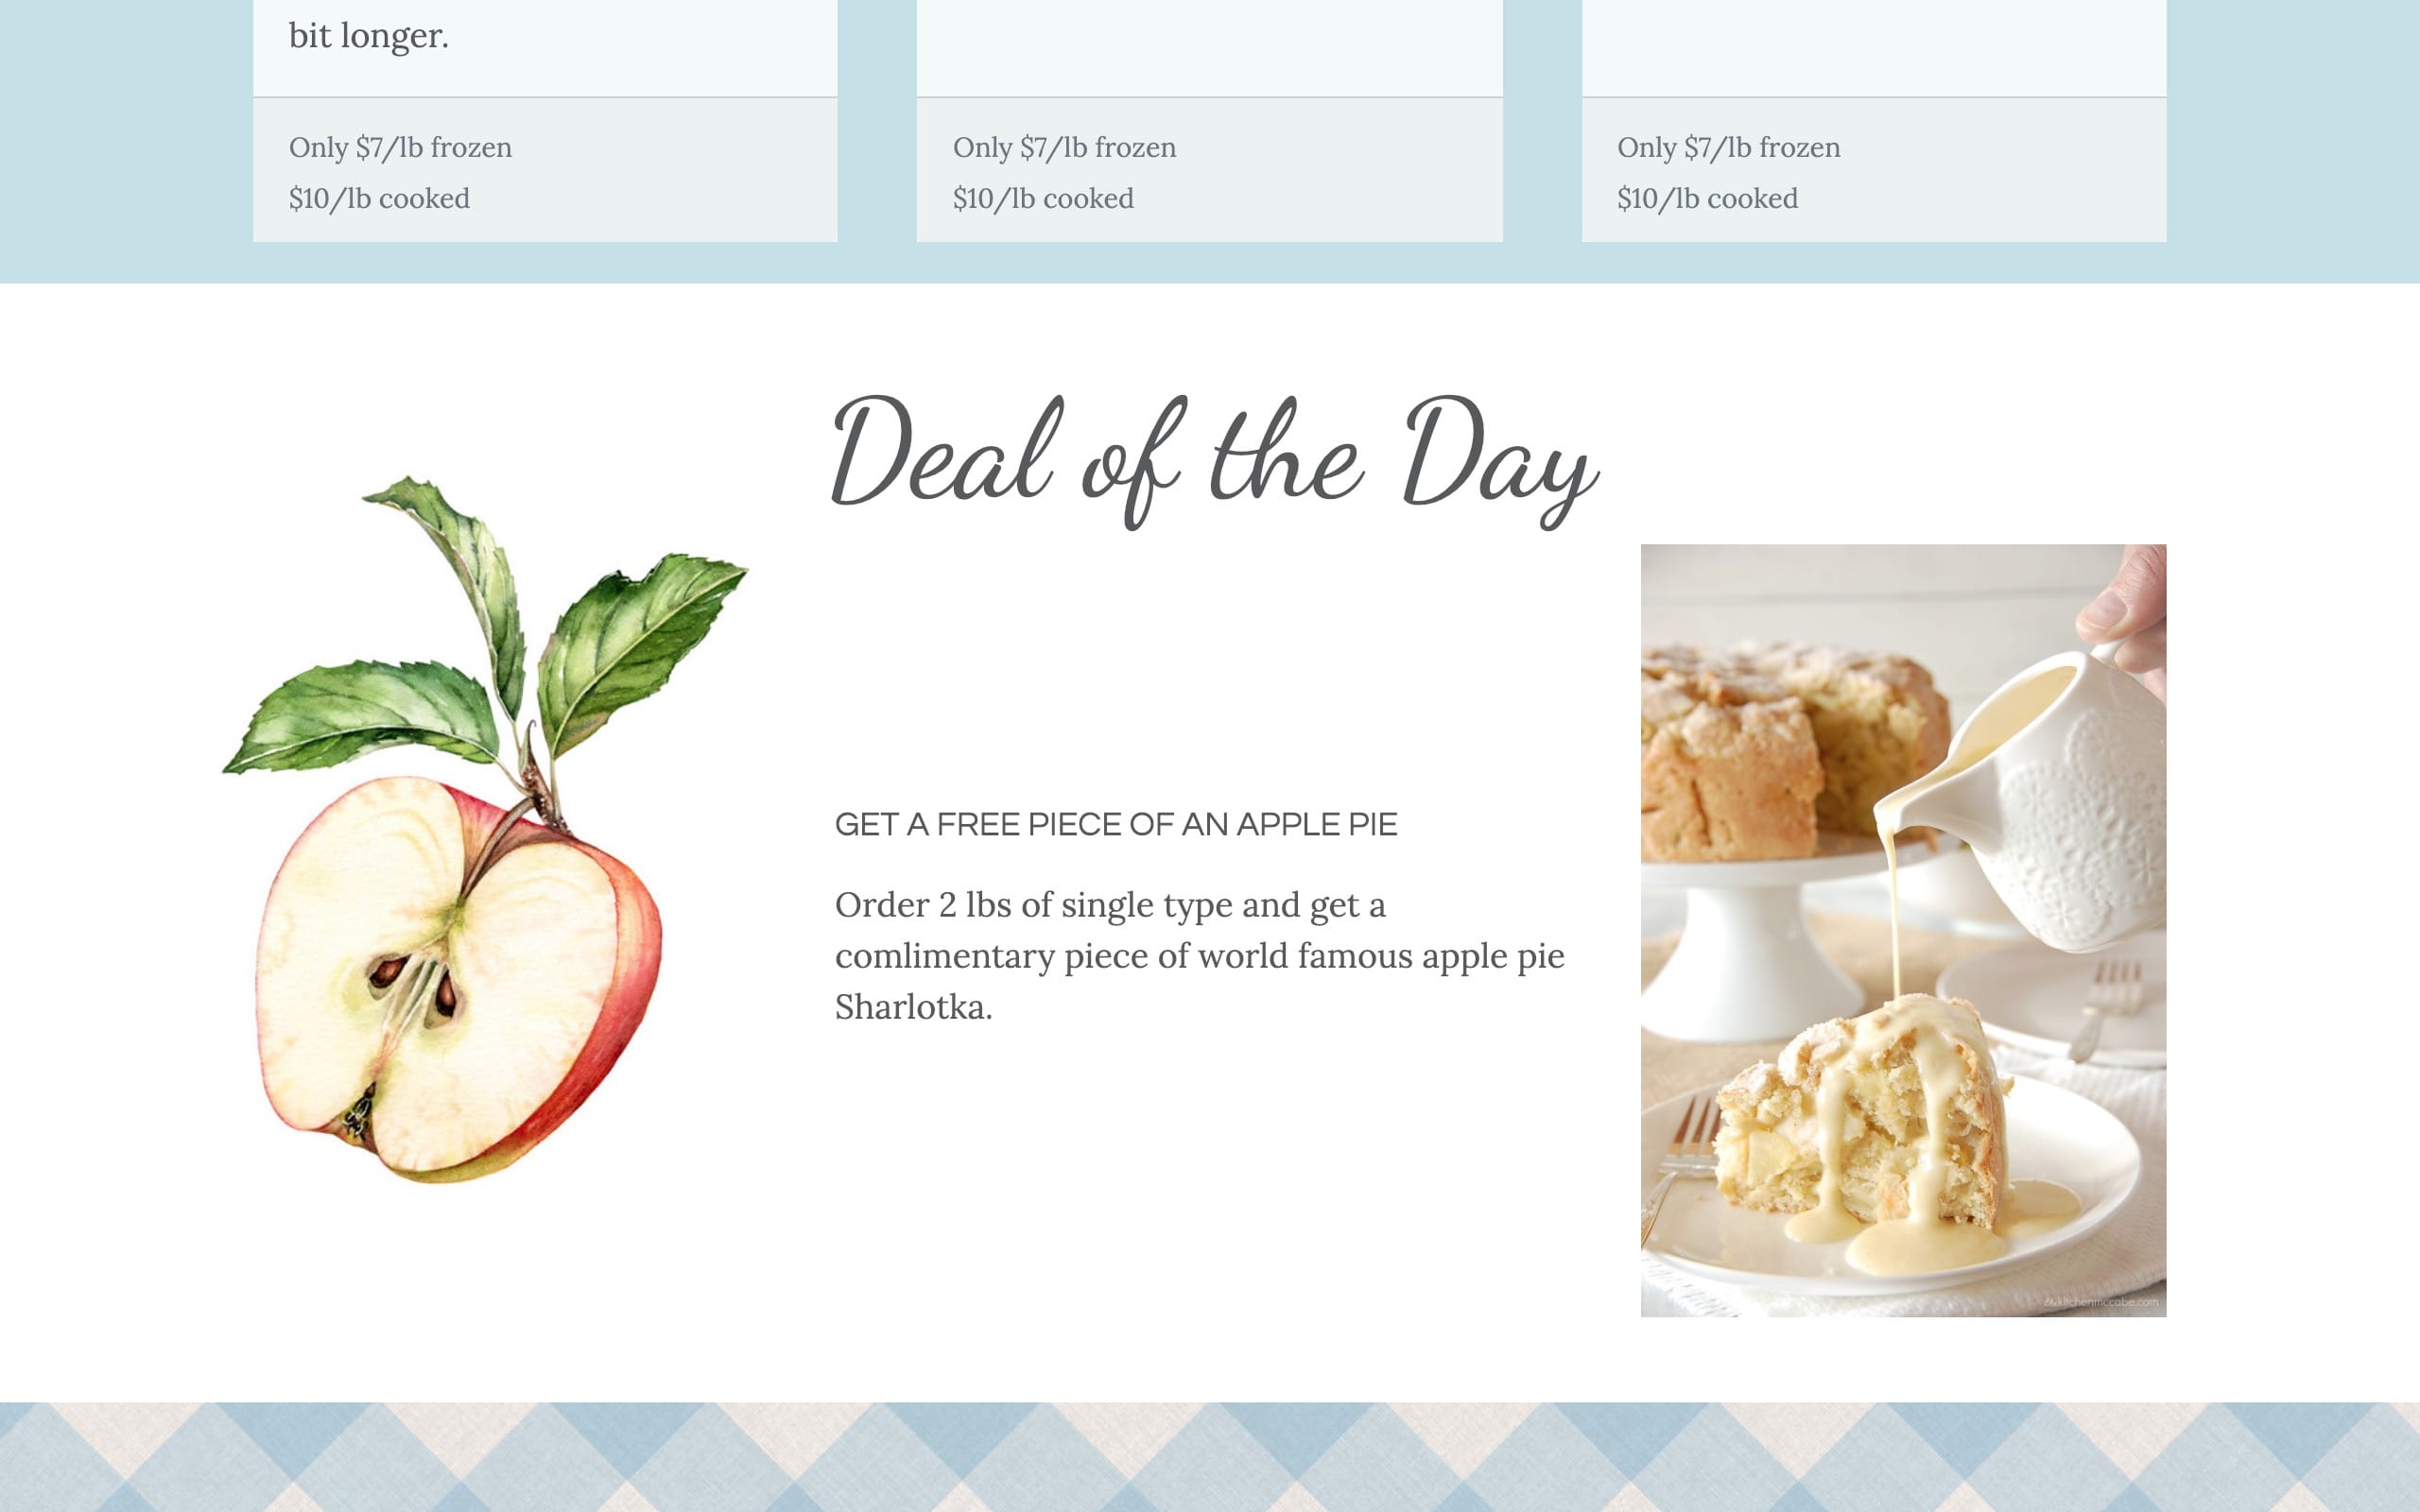 bit longer.
Only $7/lb frozen
$10/lb cooked
Only $7/lb frozen
$10/lb cooked
Only $7/lb frozen
$10/lb cooked
Deal of the Day
GET A FREE PIECE OF AN APPLE PIE
Order 2 lbs of single type and get a
comlimentary piece of world famous apple pie
Sharlotka.
kitchenmccabe.com